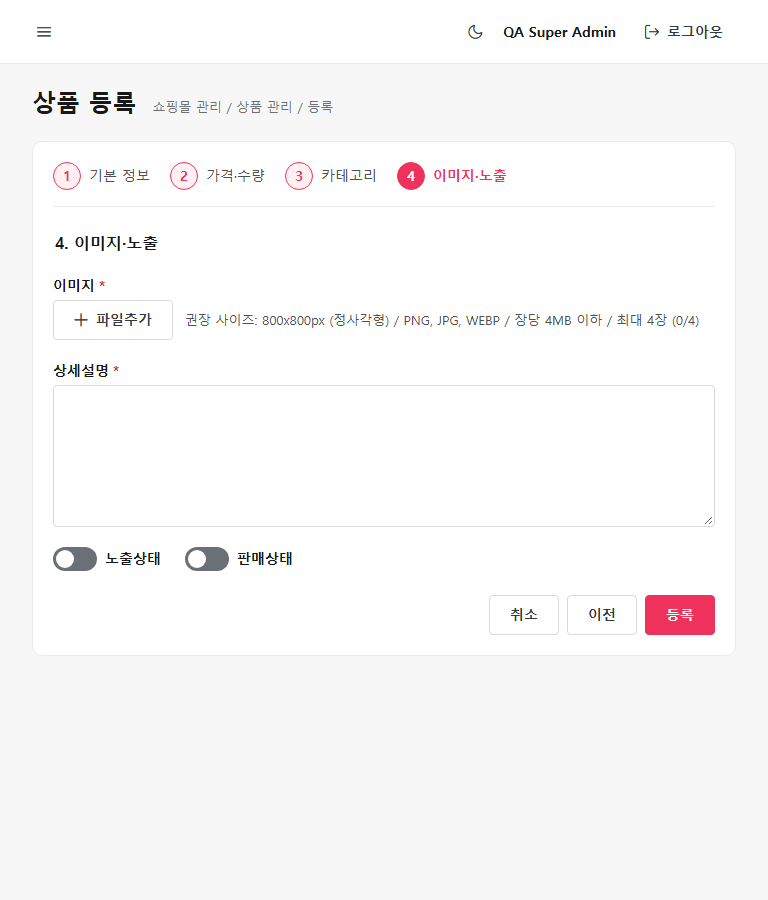 QA Super Admin 로그아웃
상품 등록 쇼핑몰 관리 / 상품 관리 / 등록
1 기본 정보 2 가격·수량 3 카테고리 4 이미지·노출
4. 이미지·노출
이미지 *
파일추가 권장 사이즈: 800x800px (정사각형) / PNG, JPG, WEBP / 장당 4MB 이하 / 최대 4장 (0/4)
상세설명 *
노출상태 판매상태
취소 이전 등록